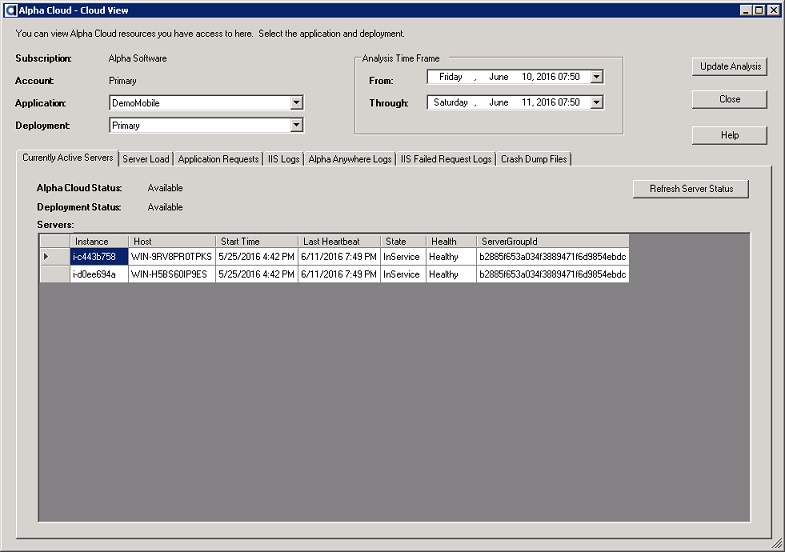 Alpha Cloud - Cloud View
You can view Alpha Cloud resources you have access to here. Select the application and deployment.
Subscription: Alpha Software
Account: Primary
Application: DemoMobile
Deployment: Primary
Analysis Time Frame
From: Friday , June 10, 2016 07:50
Through: Saturday , June 11, 2016 07:50
Update Analysis
Close
Help
Currently Active Servers Server Load Application Requests IIS Logs Alpha Anywhere Logs IIS Failed Request Logs Crash Dump Files
Alpha Cloud Status: Available
Deployment Status: Available
Refresh Server Status
Servers:
Instance Host Start Time Last Heartbeat State Health ServerGroupId
i-c443b758 WIN-9RV8PR0TPKS 5/25/2016 4:42 PM 6/11/2016 7:49 PM InService Healthy b2885f653a034f3889471f6d9854ebdc
i-d0ee694a WIN-H5BS60IP9ES 5/25/2016 4:42 PM 6/11/2016 7:49 PM InService Healthy b2885f653a034f3889471f6d9854ebdc